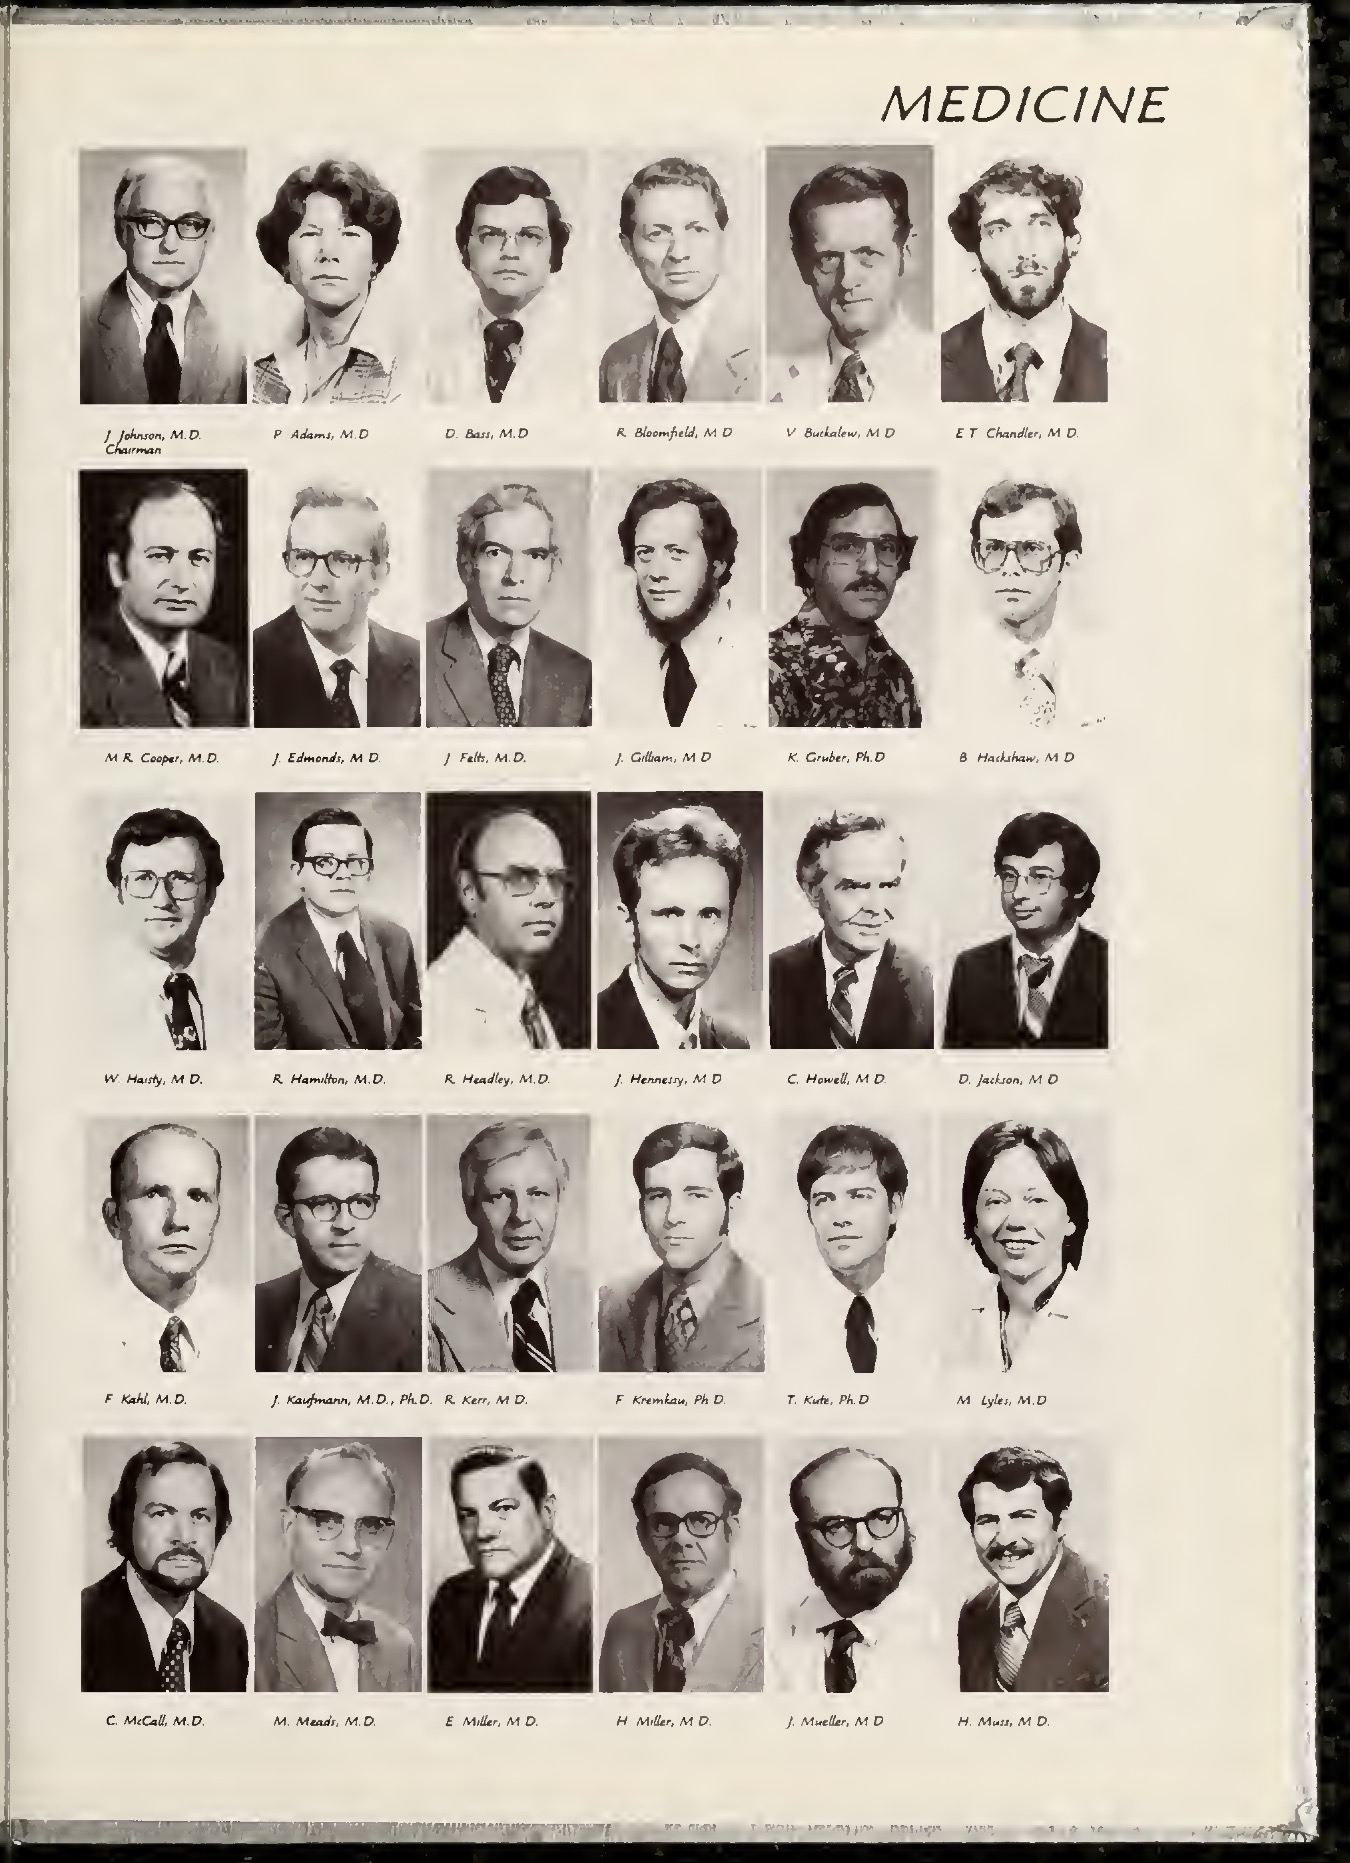 MEDICINE
J Johnson, M.D.
Chairman
P Adams, M.D
D. Bass, M.D
R. Bloomfield, M D
V Buckalew, M D
E T Chandler, M D.
M R. Cooper, M.D.
J. Edmonds, M D.
J Felts, M.D.
J. Gilliam, M D
K. Gruber, Ph.D
B Hackshaw, M D
W. Haisty, M D.
R. Hamilton, M.D.
R. Headley, M.D.
J. Hennessy, M D
C. Howell, M D.
D. Jackson, M D
F Kahl, M.D.
J. Kaufmann, M.D., Ph.D.
R. Kerr, M D.
F Kremkau, Ph D.
T. Kute, Ph.D
M Lyles, M.D
C. McCall, M.D.
M. Meads, M.D.
E Miller, M D.
H Miller, M D.
J. Mueller, M D
H. Muss, M D.